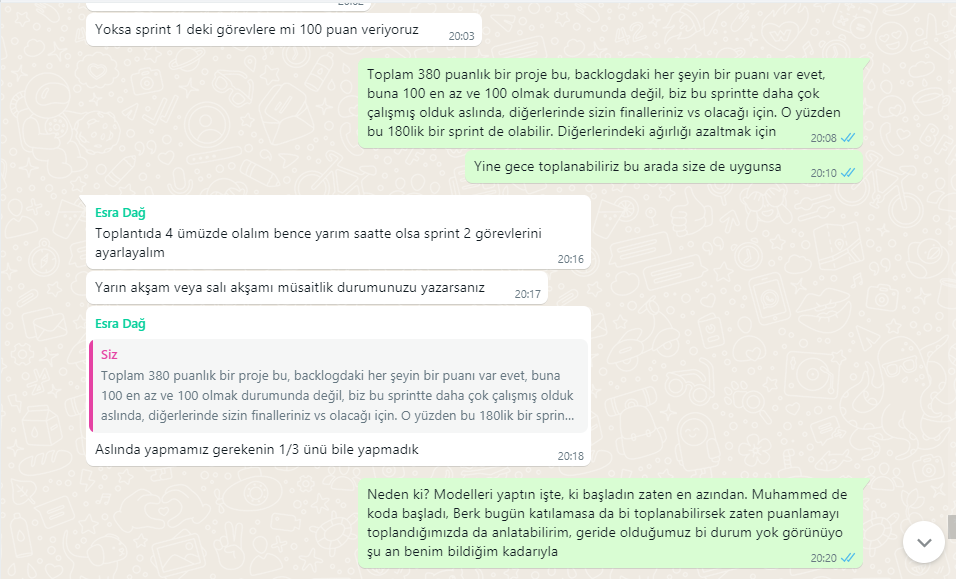 Yoksa sprint 1 deki görevlere mi 100 puan veriyoruz
20:03
Toplam 380 puanlık bir proje bu, backlogdaki her şeyin bir puanı var evet,
buna 100 en az ve 100 olmak durumunda değil, biz bu sprintte daha çok
çalışmış olduk aslında, diğerlerinde sizin finalleriniz vs olacağı için. O yüzden
bu 180lik bir sprint de olabilir. Diğerlerindeki ağırlığı azaltmak için
20:08
Yine gece toplanabiliriz bu arada size de uygunsa
20:10
Esra Dağ
Toplantıda 4 ümüzde olalım bence yarım saatte olsa sprint 2 görevlerini
ayarlayalım
20:16
Yarın akşam veya salı akşamı müsaitlik durumunuzu yazarsanız
20:17
Esra Dağ
Siz
Toplam 380 puanlık bir proje bu, backlogdaki her şeyin bir puanı var evet, buna
100 en az ve 100 olmak durumunda değil, biz bu sprintte daha çok çalışmış olduk
aslında, diğerlerinde sizin finalleriniz vs olacağı için. O yüzden bu 180lik bir sprin...
Aslında yapmamız gerekenin 1/3 ünü bile yapmadık
20:18
Neden ki? Modelleri yaptın işte, ki başladın zaten en azından. Muhammed de
koda başladı, Berk bugün katılamasa da bi toplanabilirsek zaten puanlamayı
toplandığımızda da anlatabilirim, geride olduğumuz bi durum yok görünüyo
şu an benim bildiğim kadarıyla
20:20